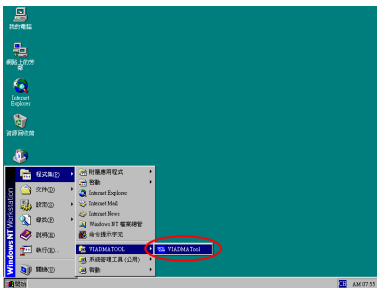 我的電腦
網路上的芳
鄰
Internet
Explorer
資源回收筒
Windows NT Workstation
程式集(P)
文件(D)
設定(S)
尋找(F)
說明(H)
執行(R)...
關機(U)
附屬應用程式
啟動
Internet Explorer
Internet Mail
Internet News
Windows NT 檔案總管
命令提示字元
VIADMATOOL
系統管理工具 (公用)
啟動
VIADMATool
開始
AM 07:55